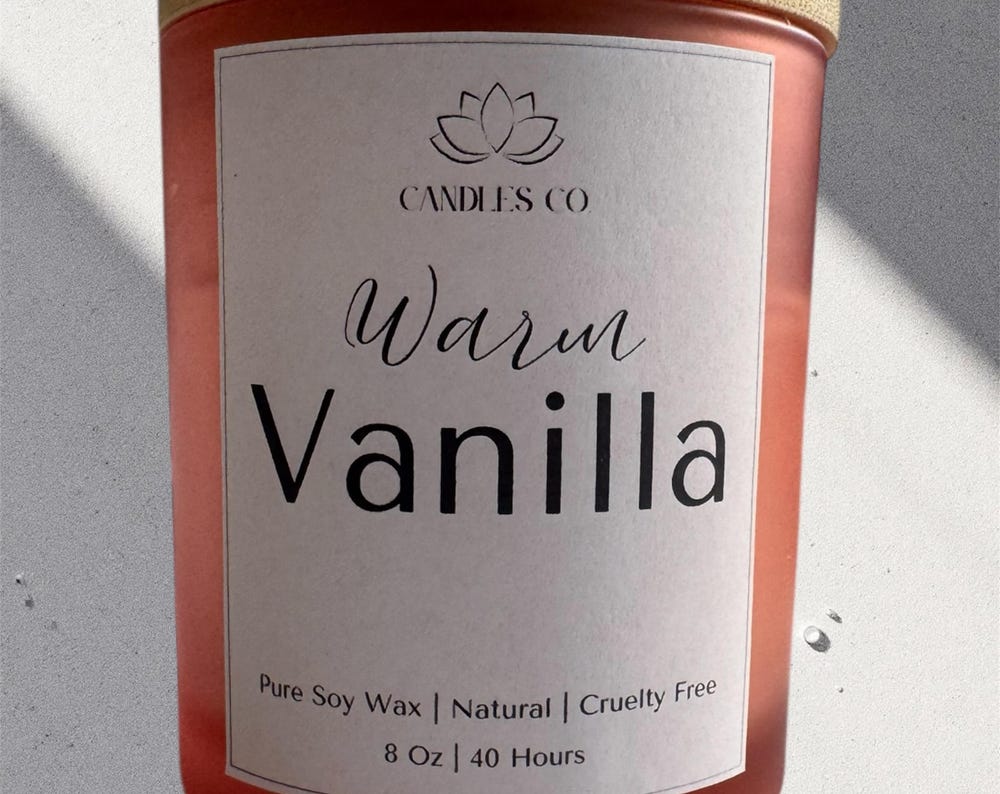 CANDLES CO.
Warm
Vanilla
Pure Soy Wax | Natural | Cruelty Free
8 Oz | 40 Hours